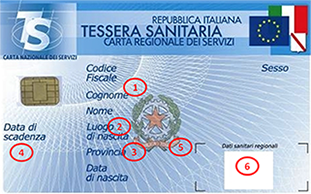 REPUBBLICA ITALIANA
TESSERA SANITARIA
CARTA REGIONALE DEI SERVIZI
TS
CARTA NAZIONALE DEI SERVIZI
Codice
Fiscale
Sesso
1
Cognome
Nome
Data di
scadenza
Luogo
di nascita
2
4
Provincia
3
5
Dati sanitari regionali
6
Data
di nascita